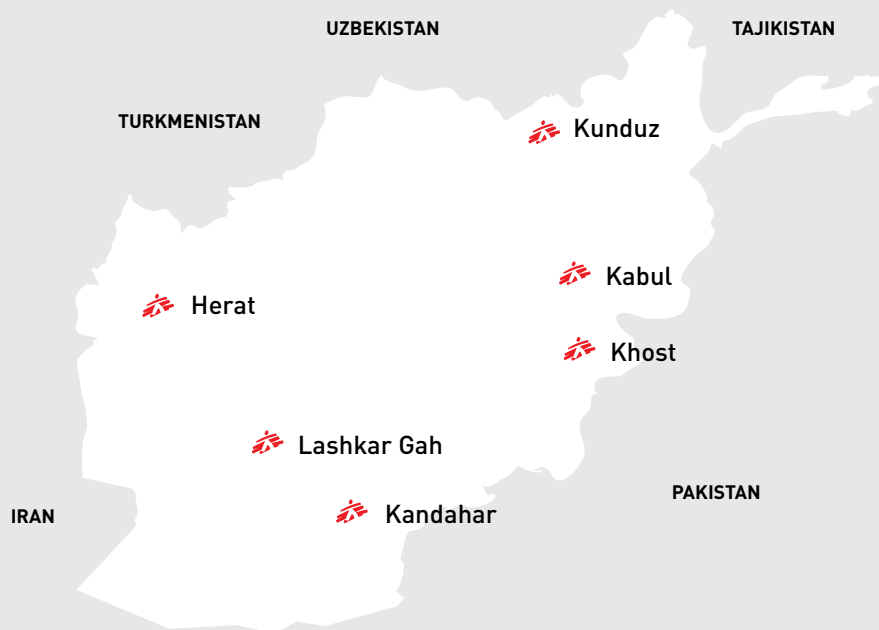 UZBEKISTAN
TAJIKISTAN
TURKMENISTAN
Kunduz
Kabul
Herat
Khost
Lashkar Gah
PAKISTAN
IRAN
Kandahar